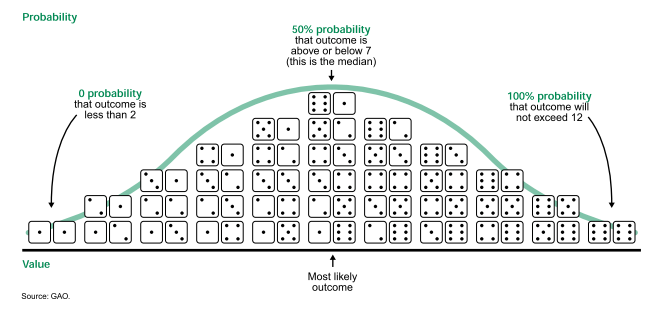 Probability
50% probability
that outcome is
above or below 7
(this is the median)
0 probability
that outcome is
less than 2
100% probability
that outcome will
not exceed 12
Value
Most likely
outcome
Source: GAO.